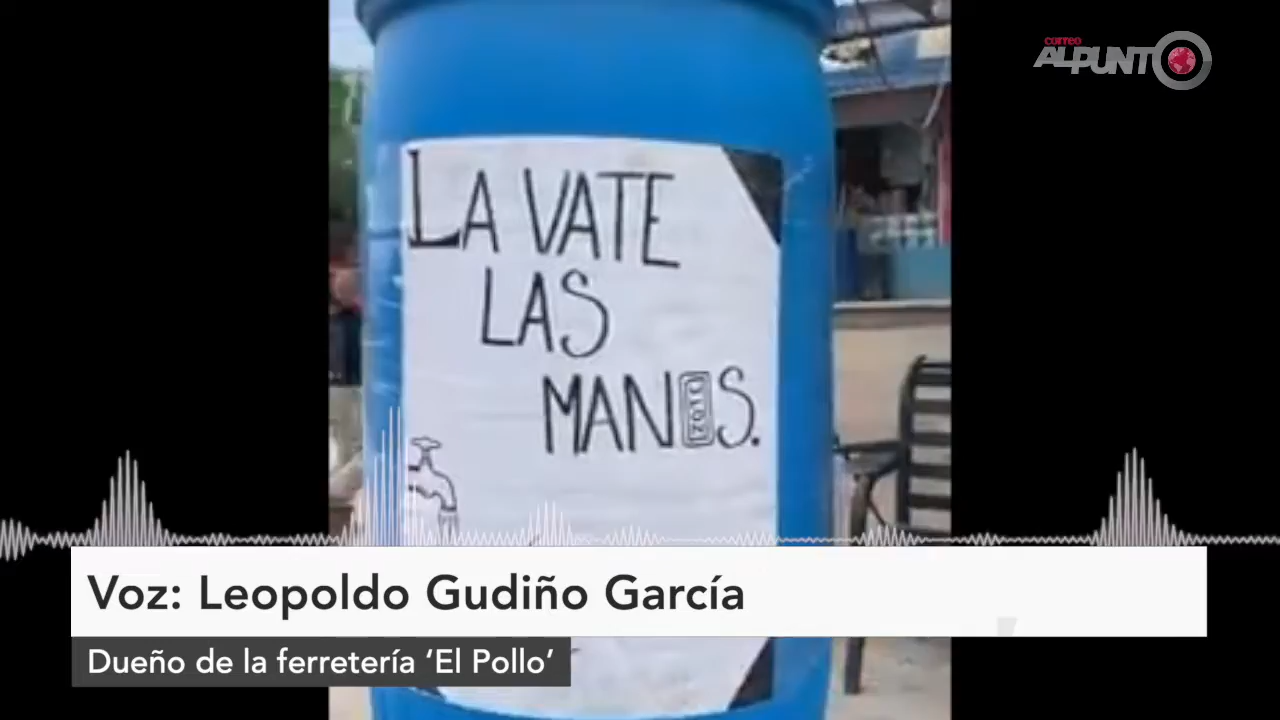 correo
ALPUNTO
LA VATE
LAS
MANOS.
Voz: Leopoldo Gudiño García
Dueño de la ferretería ‘El Pollo’